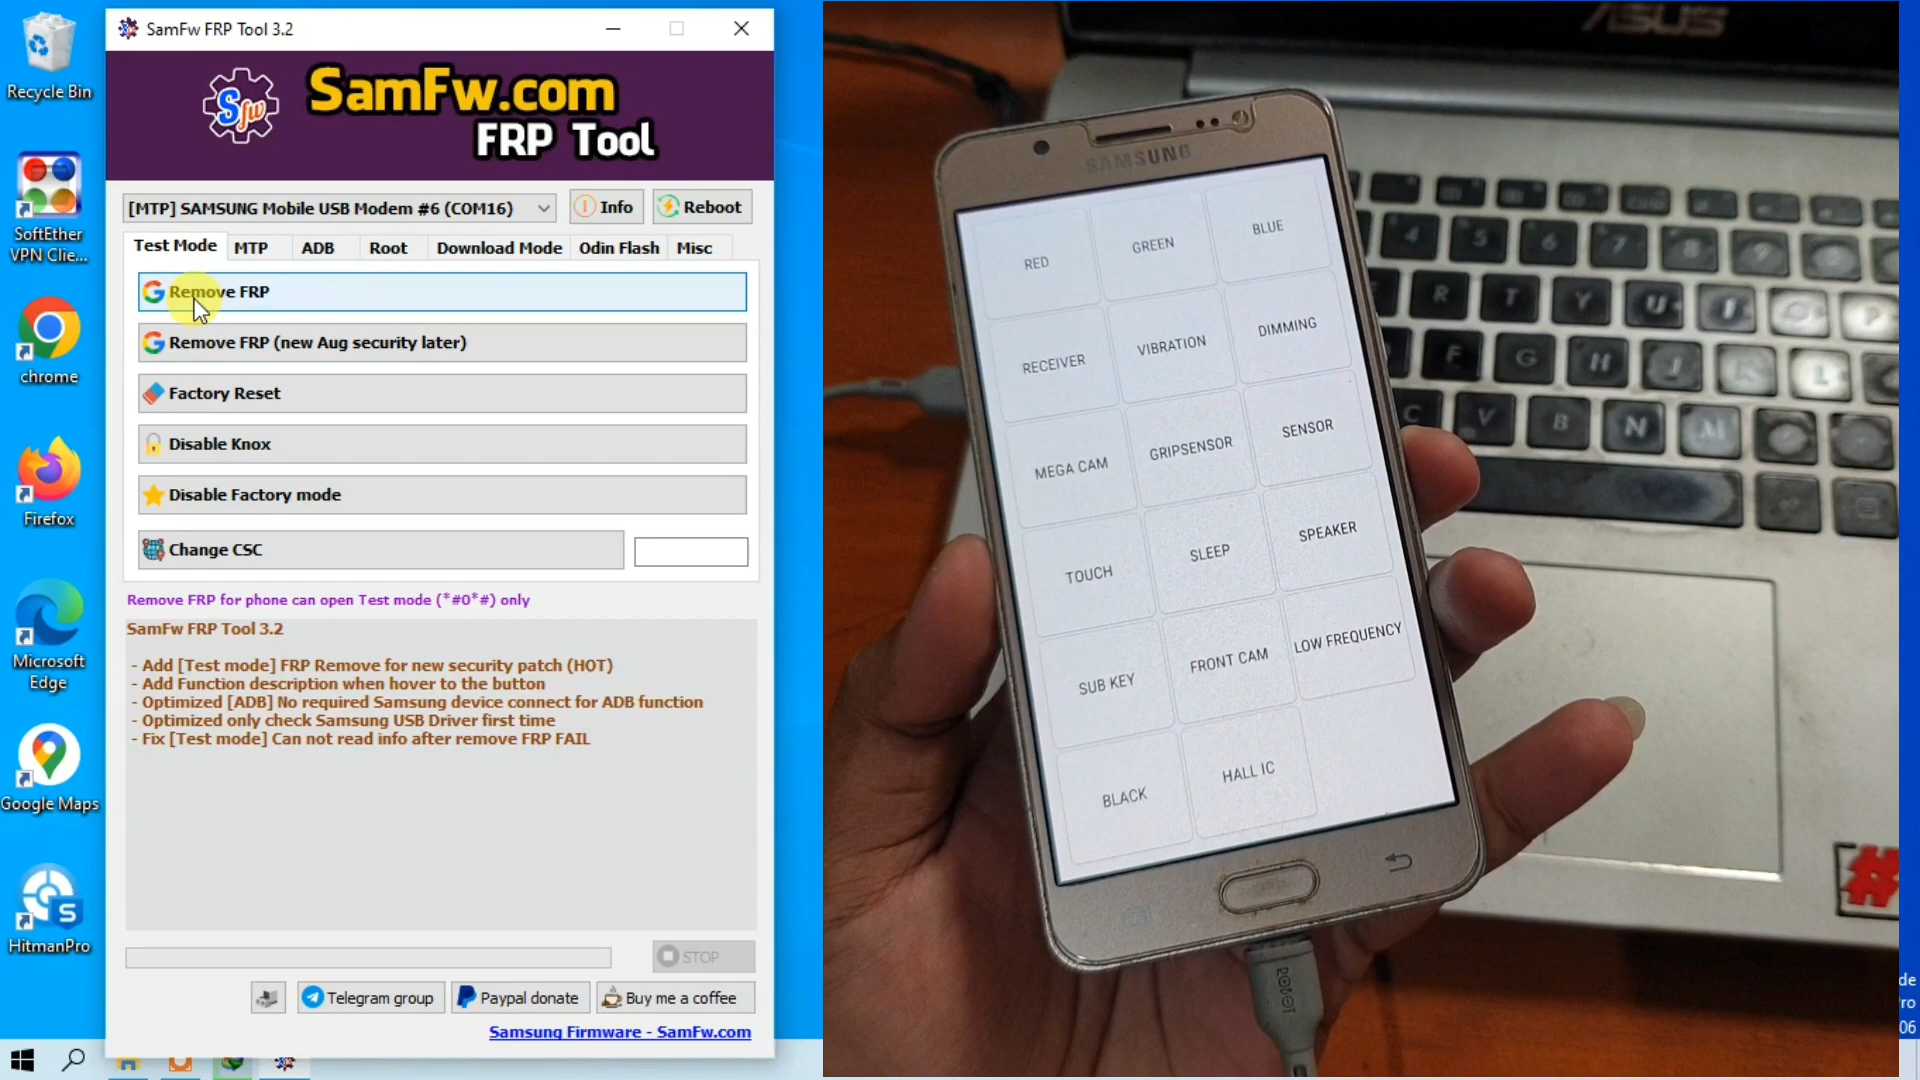 SamFw FRP Tool 3.2
Recycle Bin
SamFw.com
FRP Tool
[MTP] SAMSUNG Mobile USB Modem #6 (COM16)
Info
Reboot
Test Mode
MTP
ADB
Root
Download Mode
Odin Flash
Misc
Remove FRP
Remove FRP (new Aug security later)
Factory Reset
Disable Knox
Disable Factory mode
Change CSC
Remove FRP for phone can open Test mode (*#0*#) only
SamFw FRP Tool 3.2
- Add [Test mode] FRP Remove for new security patch (HOT)
- Add Function description when hover to the button
- Optimized [ADB] No required Samsung device connect for ADB function
- Optimized only check Samsung USB Driver first time
- Fix [Test mode] Can not read info after remove FRP FAIL
STOP
Telegram group
Paypal donate
Buy me a coffee
Samsung Firmware - SamFw.com
SoftEther
VPN Clie...
chrome
Firefox
Microsoft
Edge
Google Maps
HitmanPro
ASUS
SAMSUNG
RED
GREEN
BLUE
RECEIVER
VIBRATION
DIMMING
MEGA CAM
GRIPSENSOR
SENSOR
TOUCH
SLEEP
SPEAKER
SUB KEY
FRONT CAM
LOW FREQUENCY
BLACK
HALL IC
ROBOT
4
5
6
7
R
T
Y
U
I
O
P
F
G
H
J
K
L
C
V
B
N
M
#
de
ro
06